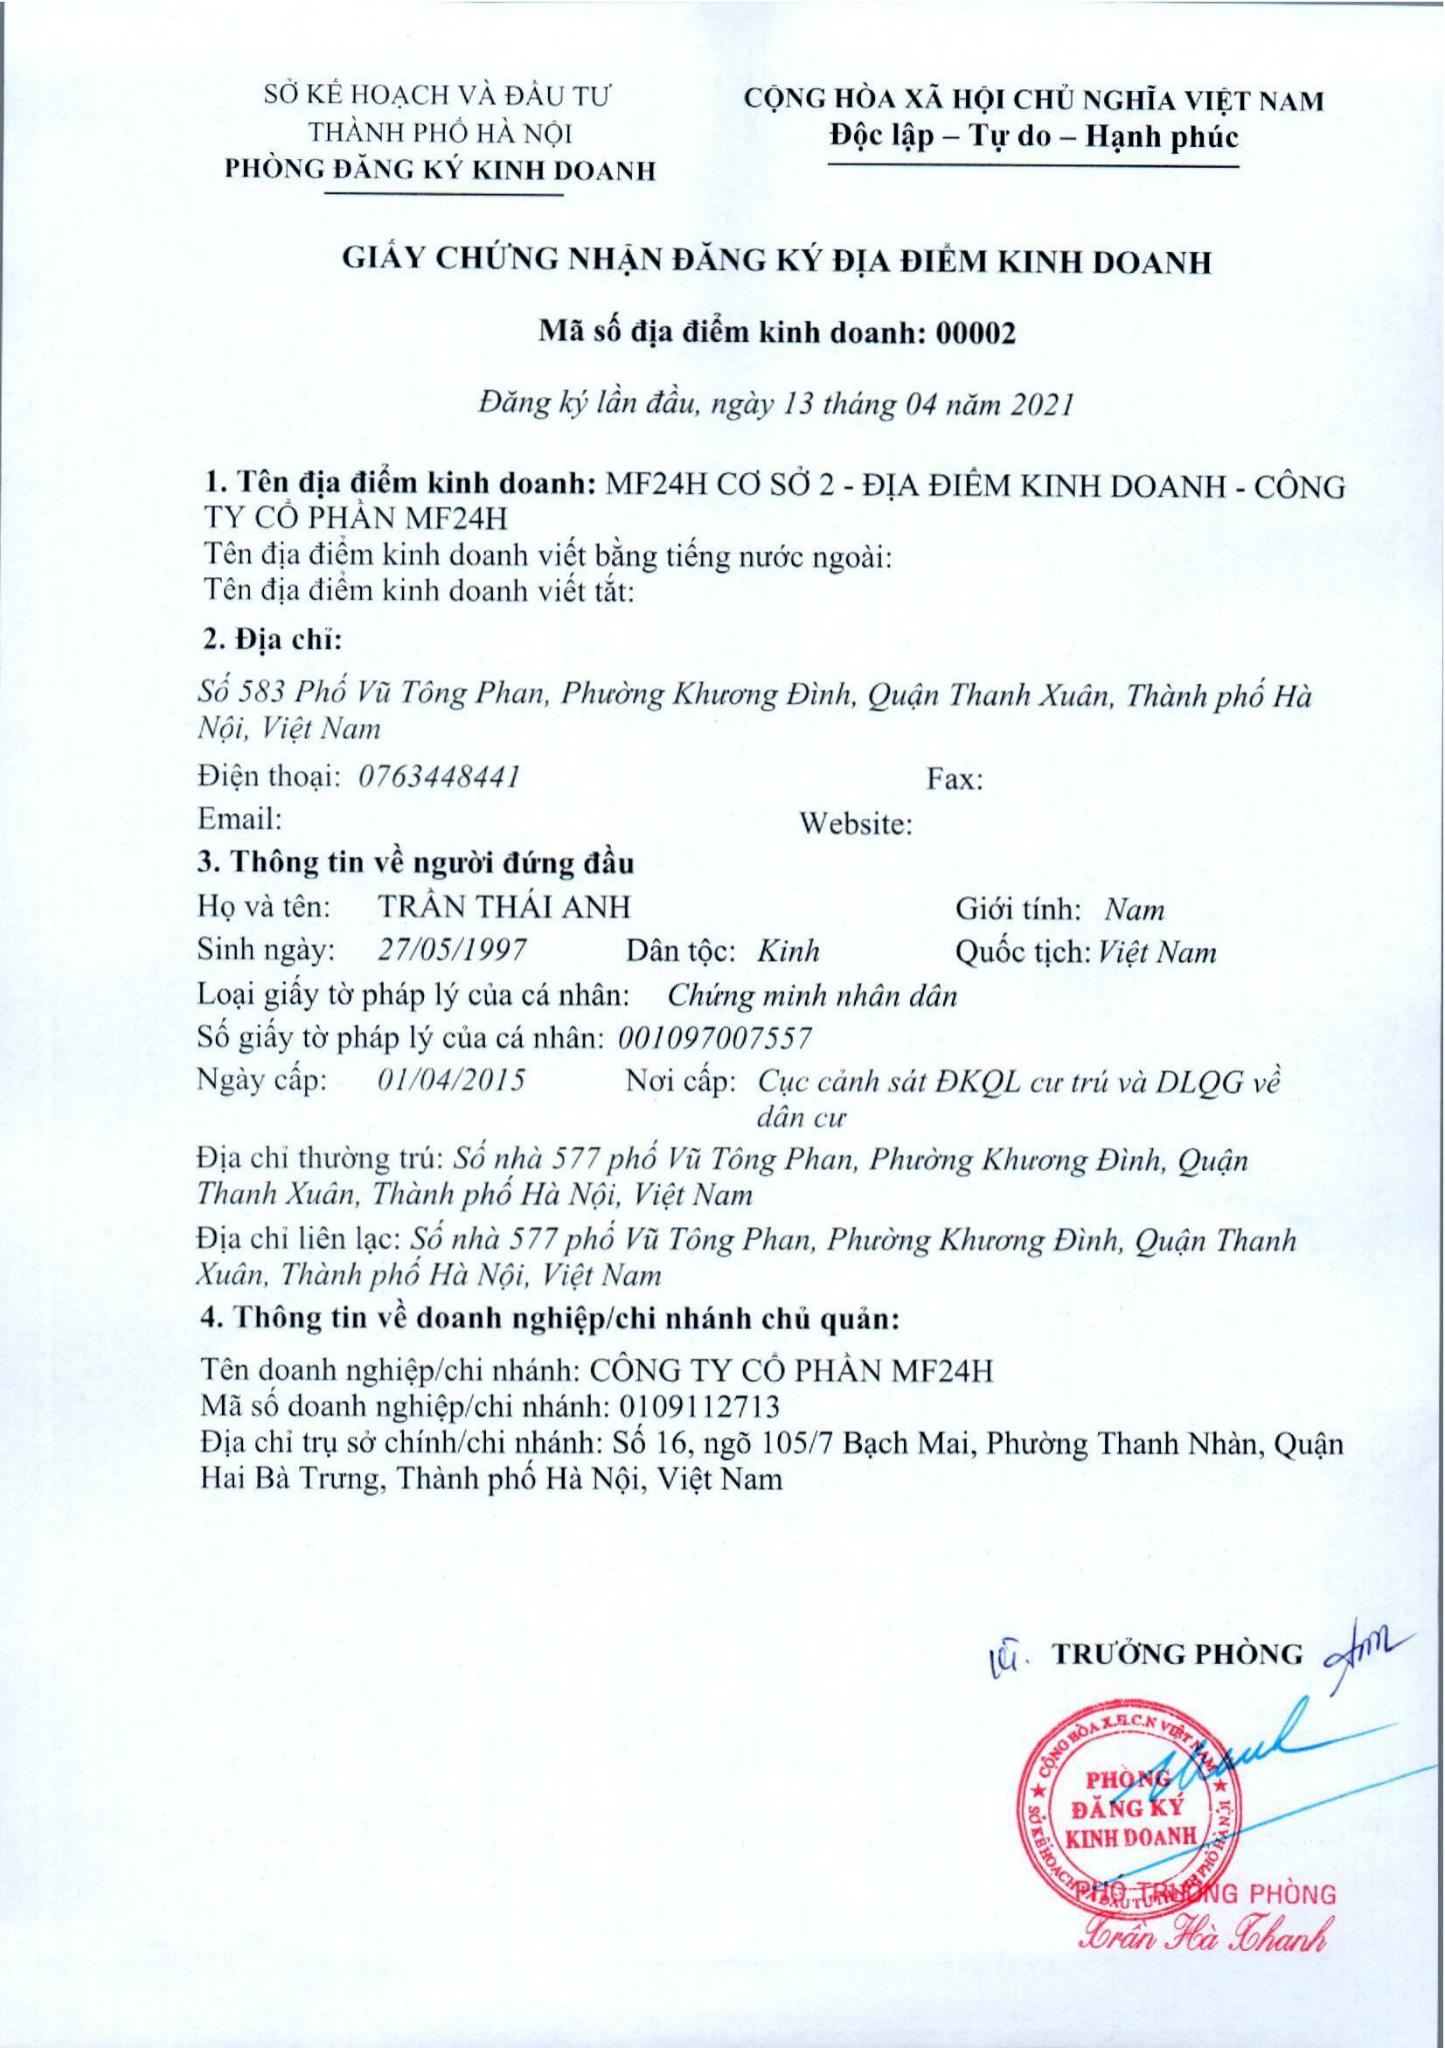 SỞ KẾ HOẠCH VÀ ĐẦU TƯ
THÀNH PHỐ HÀ NỘI
PHÒNG ĐĂNG KÝ KINH DOANH
CỘNG HÒA XÃ HỘI CHỦ NGHĨA VIỆT NAM
Độc lập – Tự do – Hạnh phúc
GIẤY CHỨNG NHẬN ĐĂNG KÝ ĐỊA ĐIỂM KINH DOANH
Mã số địa điểm kinh doanh: 00002
Đăng ký lần đầu, ngày 13 tháng 04 năm 2021
1. Tên địa điểm kinh doanh: MF24H CƠ SỞ 2 - ĐỊA ĐIỂM KINH DOANH - CÔNG
TY CỔ PHẦN MF24H
Tên địa điểm kinh doanh viết bằng tiếng nước ngoài:
Tên địa điểm kinh doanh viết tắt:
2. Địa chỉ:
Số 583 Phố Vũ Tông Phan, Phường Khương Đình, Quận Thanh Xuân, Thành phố Hà
Nội, Việt Nam
Điện thoại: 0763448441 Fax:
Email: Website:
3. Thông tin về người đứng đầu
Họ và tên: TRẦN THÁI ANH Giới tính: Nam
Sinh ngày: 27/05/1997 Dân tộc: Kinh Quốc tịch: Việt Nam
Loại giấy tờ pháp lý của cá nhân: Chứng minh nhân dân
Số giấy tờ pháp lý của cá nhân: 001097007557
Ngày cấp: 01/04/2015 Nơi cấp: Cục cảnh sát ĐKQL cư trú và DLQG về
dân cư
Địa chỉ thường trú: Số nhà 577 phố Vũ Tông Phan, Phường Khương Đình, Quận
Thanh Xuân, Thành phố Hà Nội, Việt Nam
Địa chỉ liên lạc: Số nhà 577 phố Vũ Tông Phan, Phường Khương Đình, Quận Thanh
Xuân, Thành phố Hà Nội, Việt Nam
4. Thông tin về doanh nghiệp/chi nhánh chủ quản:
Tên doanh nghiệp/chi nhánh: CÔNG TY CỔ PHẦN MF24H
Mã số doanh nghiệp/chi nhánh: 0109112713
Địa chỉ trụ sở chính/chi nhánh: Số 16, ngõ 105/7 Bạch Mai, Phường Thanh Nhàn, Quận
Hai Bà Trưng, Thành phố Hà Nội, Việt Nam
TRƯỞNG PHÒNG
CỘNG HÒA X.H.C.N VIỆT NAM
PHÒNG
ĐĂNG KÝ
KINH DOANH
SỞ KẾ HOẠCH VÀ ĐẦU TƯ THÀNH PHỐ HÀ NỘI
PHÓ TRƯỞNG PHÒNG
Trần Hà Thanh